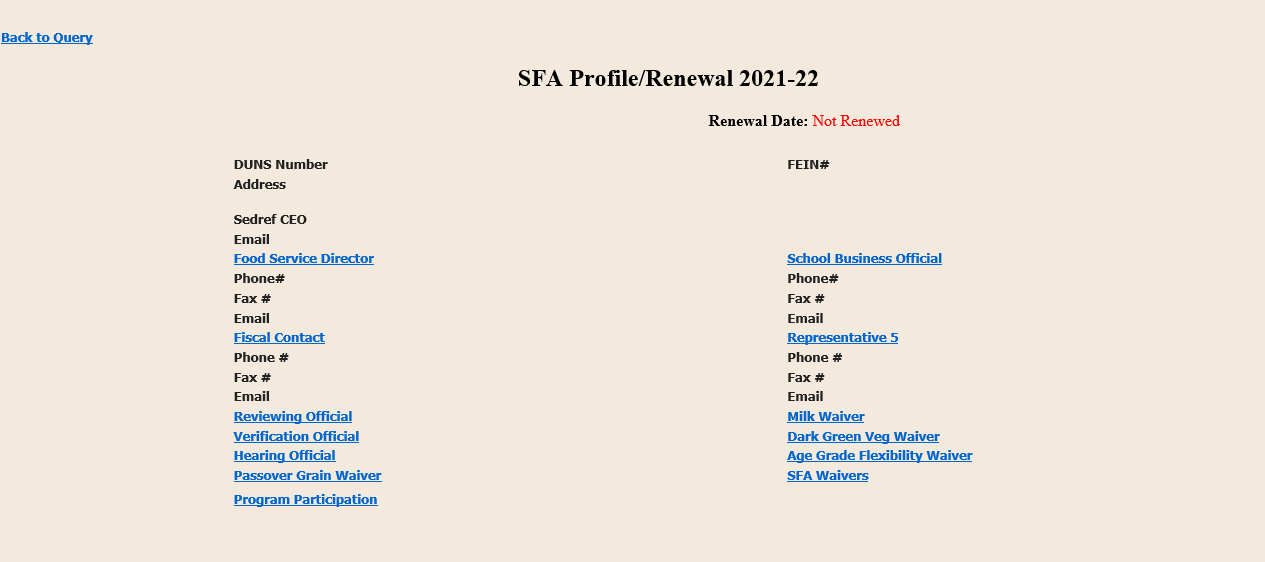 Back to Query
SFA Profile/Renewal 2021-22
Renewal Date: Not Renewed
DUNS Number FEIN#
Address
Sedref CEO
Email
Food Service Director School Business Official
Phone# Phone#
Fax # Fax #
Email Email
Fiscal Contact Representative 5
Phone # Phone #
Fax # Fax #
Email Email
Reviewing Official Milk Waiver
Verification Official Dark Green Veg Waiver
Hearing Official Age Grade Flexibility Waiver
Passover Grain Waiver SFA Waivers
Program Participation